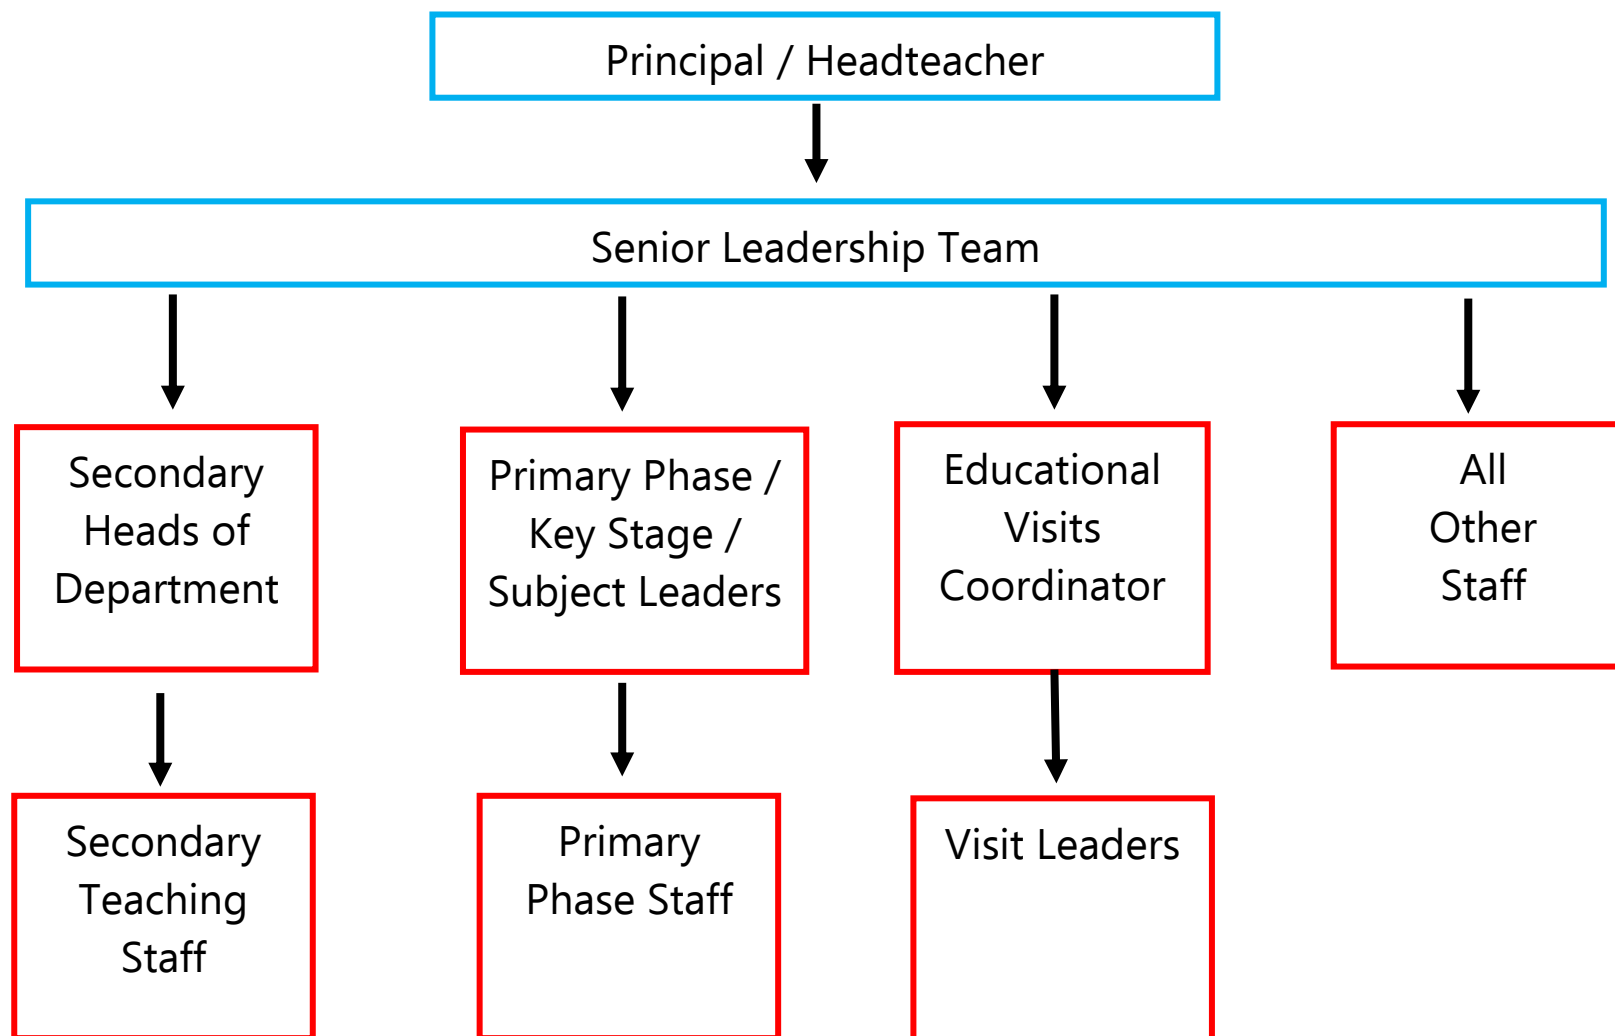 Principal / Headteacher
Senior Leadership Team
Secondary
Heads of
Department
Primary Phase /
Key Stage /
Subject Leaders
Educational
Visits
Coordinator
All
Other
Staff
Secondary
Teaching
Staff
Primary
Phase Staff
Visit Leaders